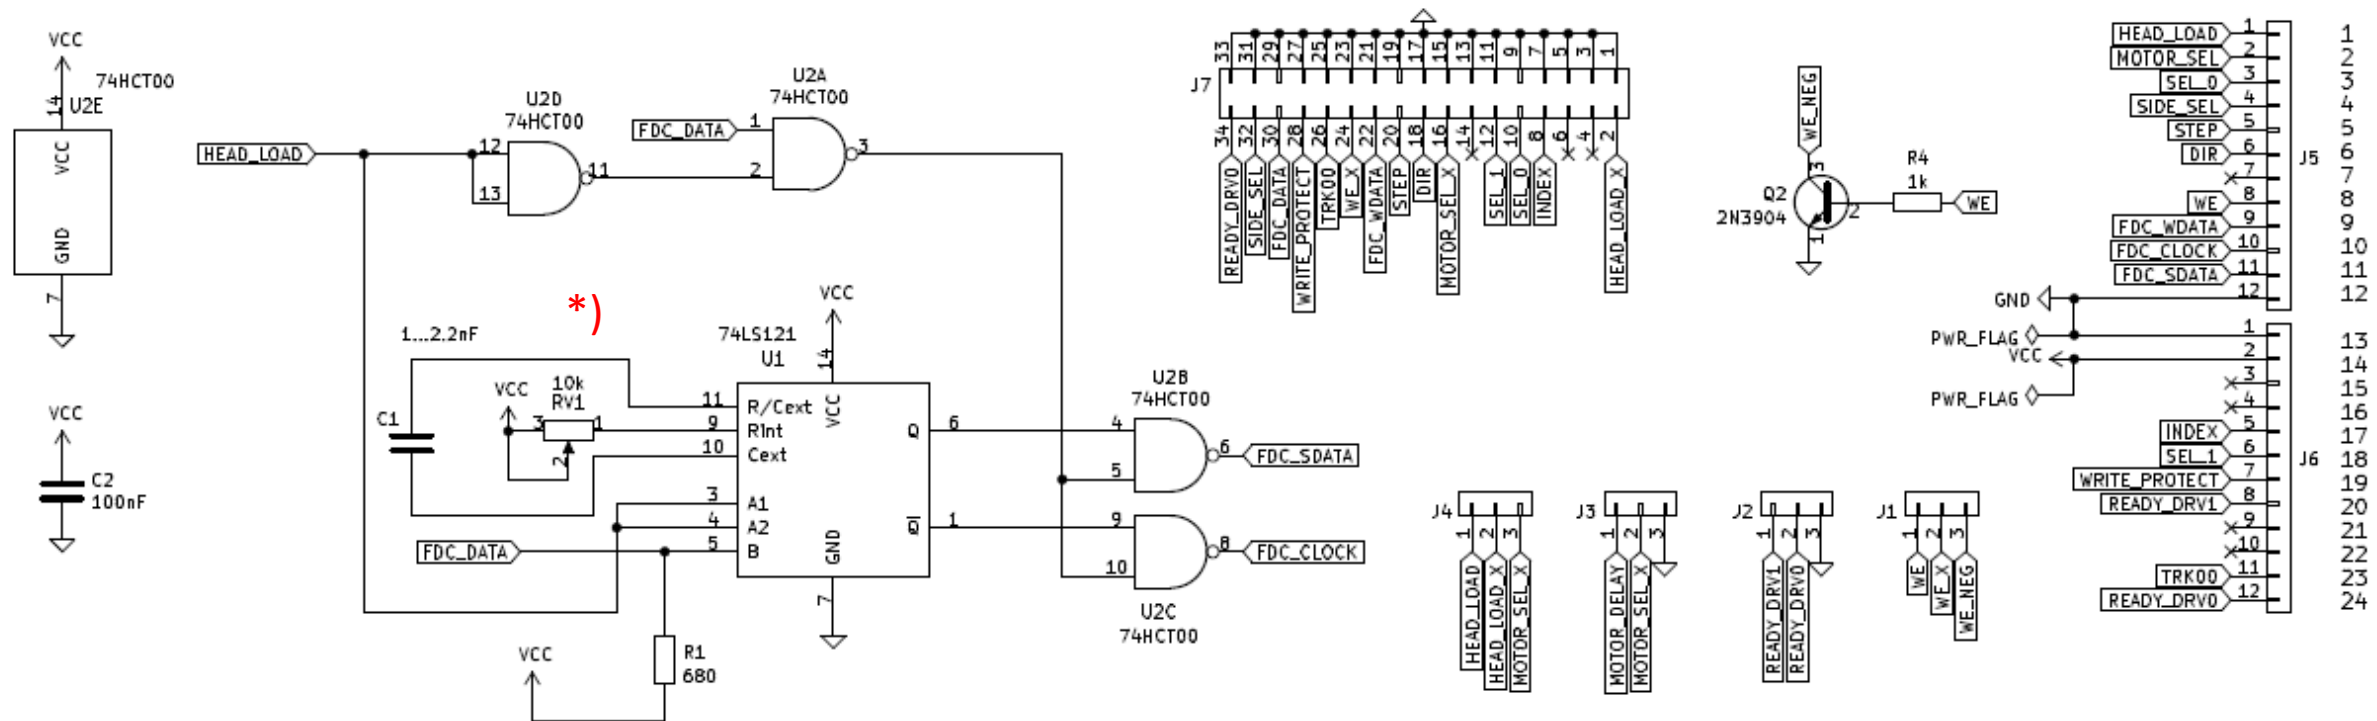 VCC
74HCT00
14
U2E
VCC
GND
7
VCC
C2
100nF
HEAD_LOAD
12
13
U2D
74HCT00
11
FDC_DATA
1
2
U2A
74HCT00
3
*)
1...2.2nF
C1
VCC
10k
RV1
3
1
2
74LS121
U1
VCC
14
11
R/Cext
9
RInt
10
Cext
3
A1
4
A2
5
B
VCC
GND
Q
6
Q
1
7
FDC_DATA
VCC
R1
680
U2B
74HCT00
4
5
6
FDC_SDATA
9
10
8
FDC_CLOCK
U2C
74HCT00
J7
33
31
29
27
25
23
21
19
17
15
13
11
9
7
5
3
1
34
32
30
28
26
24
22
20
18
16
14
12
10
8
6
4
2
READY_DRV0
SIDE_SEL
FDC_DATA
WRITE_PROTECT
TRK00
WE_X
FDC_WDATA
STEP
DIR
MOTOR_SEL_X
SEL_1
SEL_0
INDEX
HEAD_LOAD_X
WE_NEG
3
Q2
2N3904
2
1
R4
1k
WE
J4
1
2
3
HEAD_LOAD
HEAD_LOAD_X
MOTOR_SEL_X
J3
1
2
3
MOTOR_DELAY
MOTOR_SEL_X
J2
1
2
3
READY_DRV1
READY_DRV0
J1
1
2
3
WE
WE_X
WE_NEG
HEAD_LOAD 1 1
MOTOR_SEL 2 2
SEL_0 3 3
SIDE_SEL 4 4
STEP 5 5
DIR 6 6
7 7
WE 8 8
FDC_WDATA 9 9
FDC_CLOCK 10 10
FDC_SDATA 11 11
GND 12 12
J5
PWR_FLAG 1 13
VCC 2 14
3 15
PWR_FLAG 4 16
INDEX 5 17
SEL_1 6 18
WRITE_PROTECT 7 19
READY_DRV1 8 20
9 21
10 22
TRK00 11 23
READY_DRV0 12 24
J6